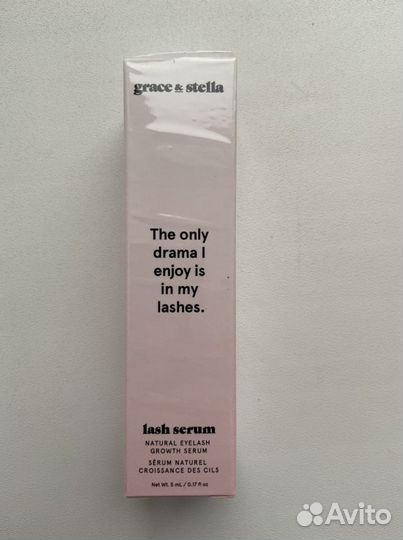 grace & stella
The only
drama I
enjoy is
in my
lashes.
lash serum
NATURAL EYELASH
GROWTH SERUM
SÉRUM NATUREL
CROISSANCE DES CILS
Net Wt. 5 mL / 0.17 fl oz
Avito